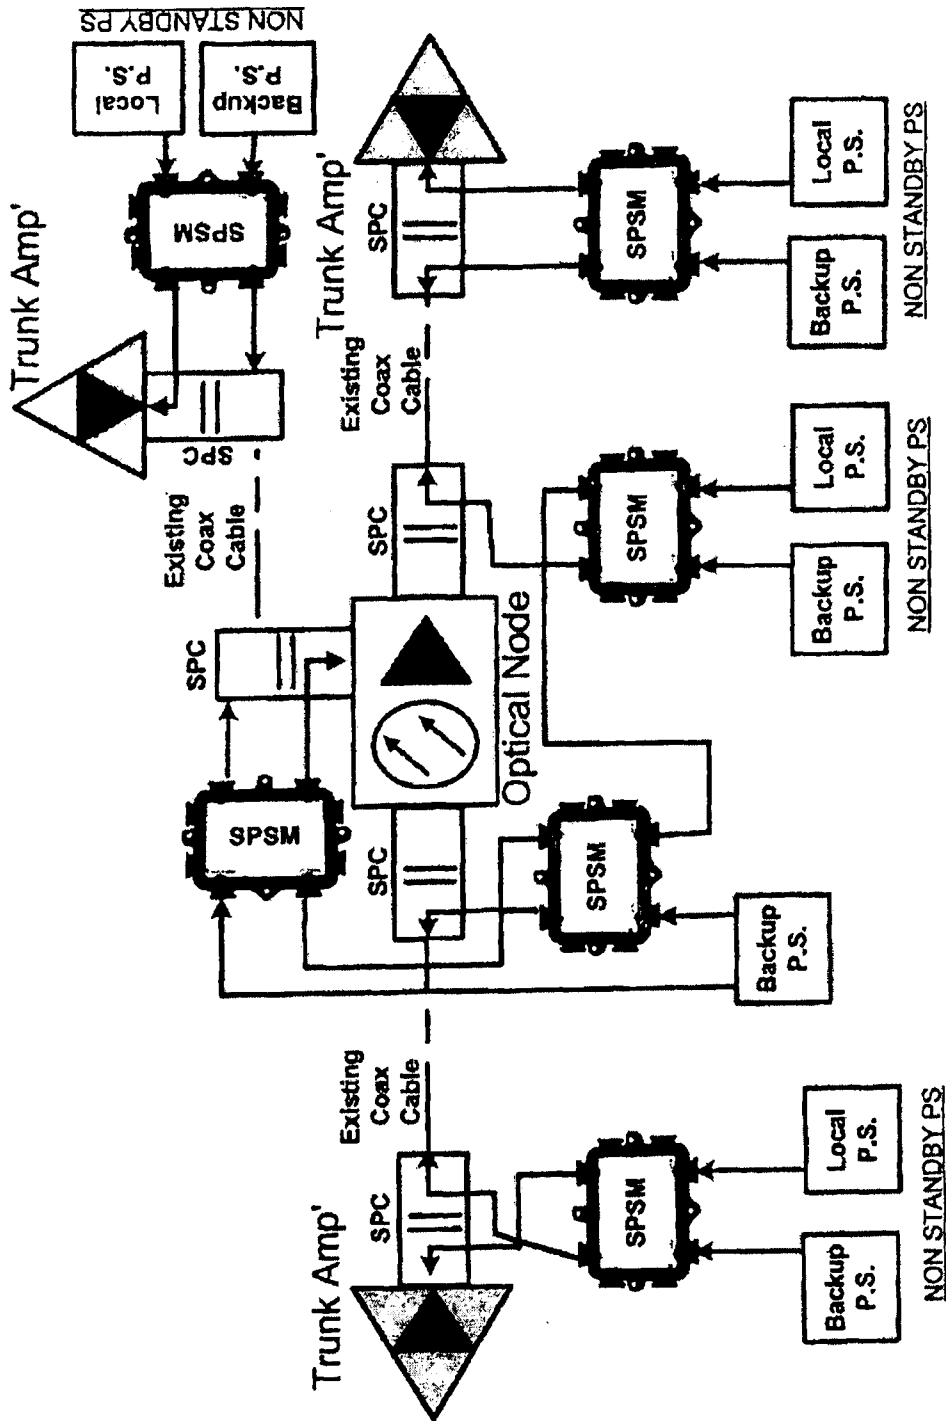 NON STANDBY PS
Local
P.S.
Backup
P.S.
SPSM
Trunk Amp'
SPC
Existing
Coax
Cable
SPC
SPSM
Trunk Amp'
SPC
Existing
Coax
Cable
SPC
Optical Node
SPC
Existing
Coax
Cable
SPC
Trunk Amp'
SPSM
Local
P.S.
Backup
P.S.
NON STANDBY PS
SPSM
Local
P.S.
Backup
P.S.
NON STANDBY PS
SPSM
Backup
P.S.
SPSM
Local
P.S.
Backup
P.S.
NON STANDBY PS